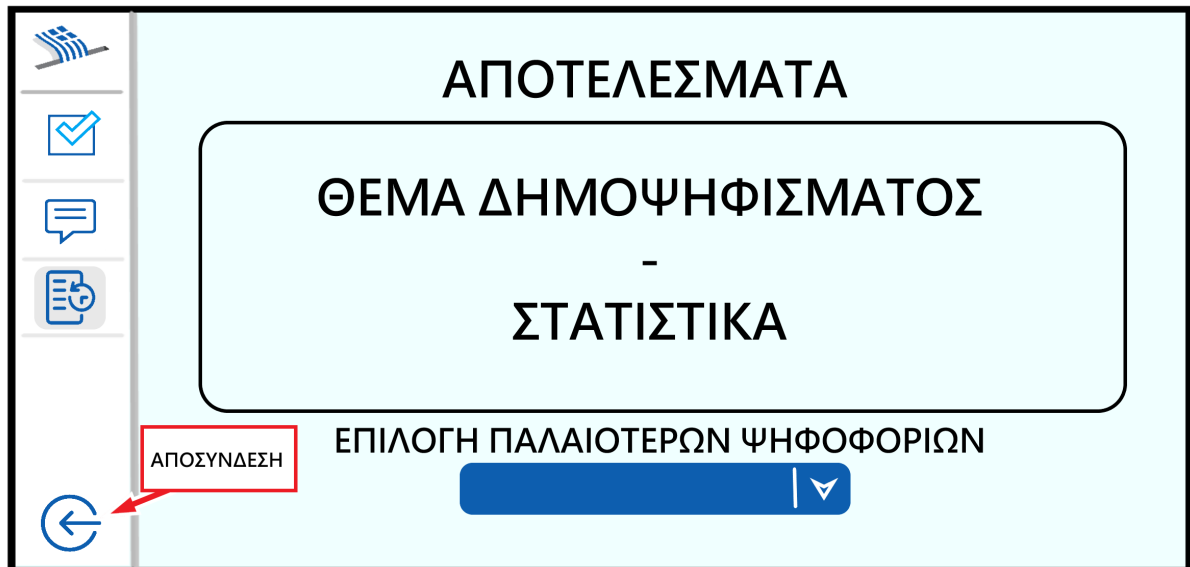 ΑΠΟΤΕΛΕΣΜΑΤΑ
ΘΕΜΑ ΔΗΜΟΨΗΦΙΣΜΑΤΟΣ
-
ΣΤΑΤΙΣΤΙΚΑ
ΕΠΙΛΟΓΗ ΠΑΛΑΙΟΤΕΡΩΝ ΨΗΦΟΦΟΡΙΩΝ
ΑΠΟΣΥΝΔΕΣΗ